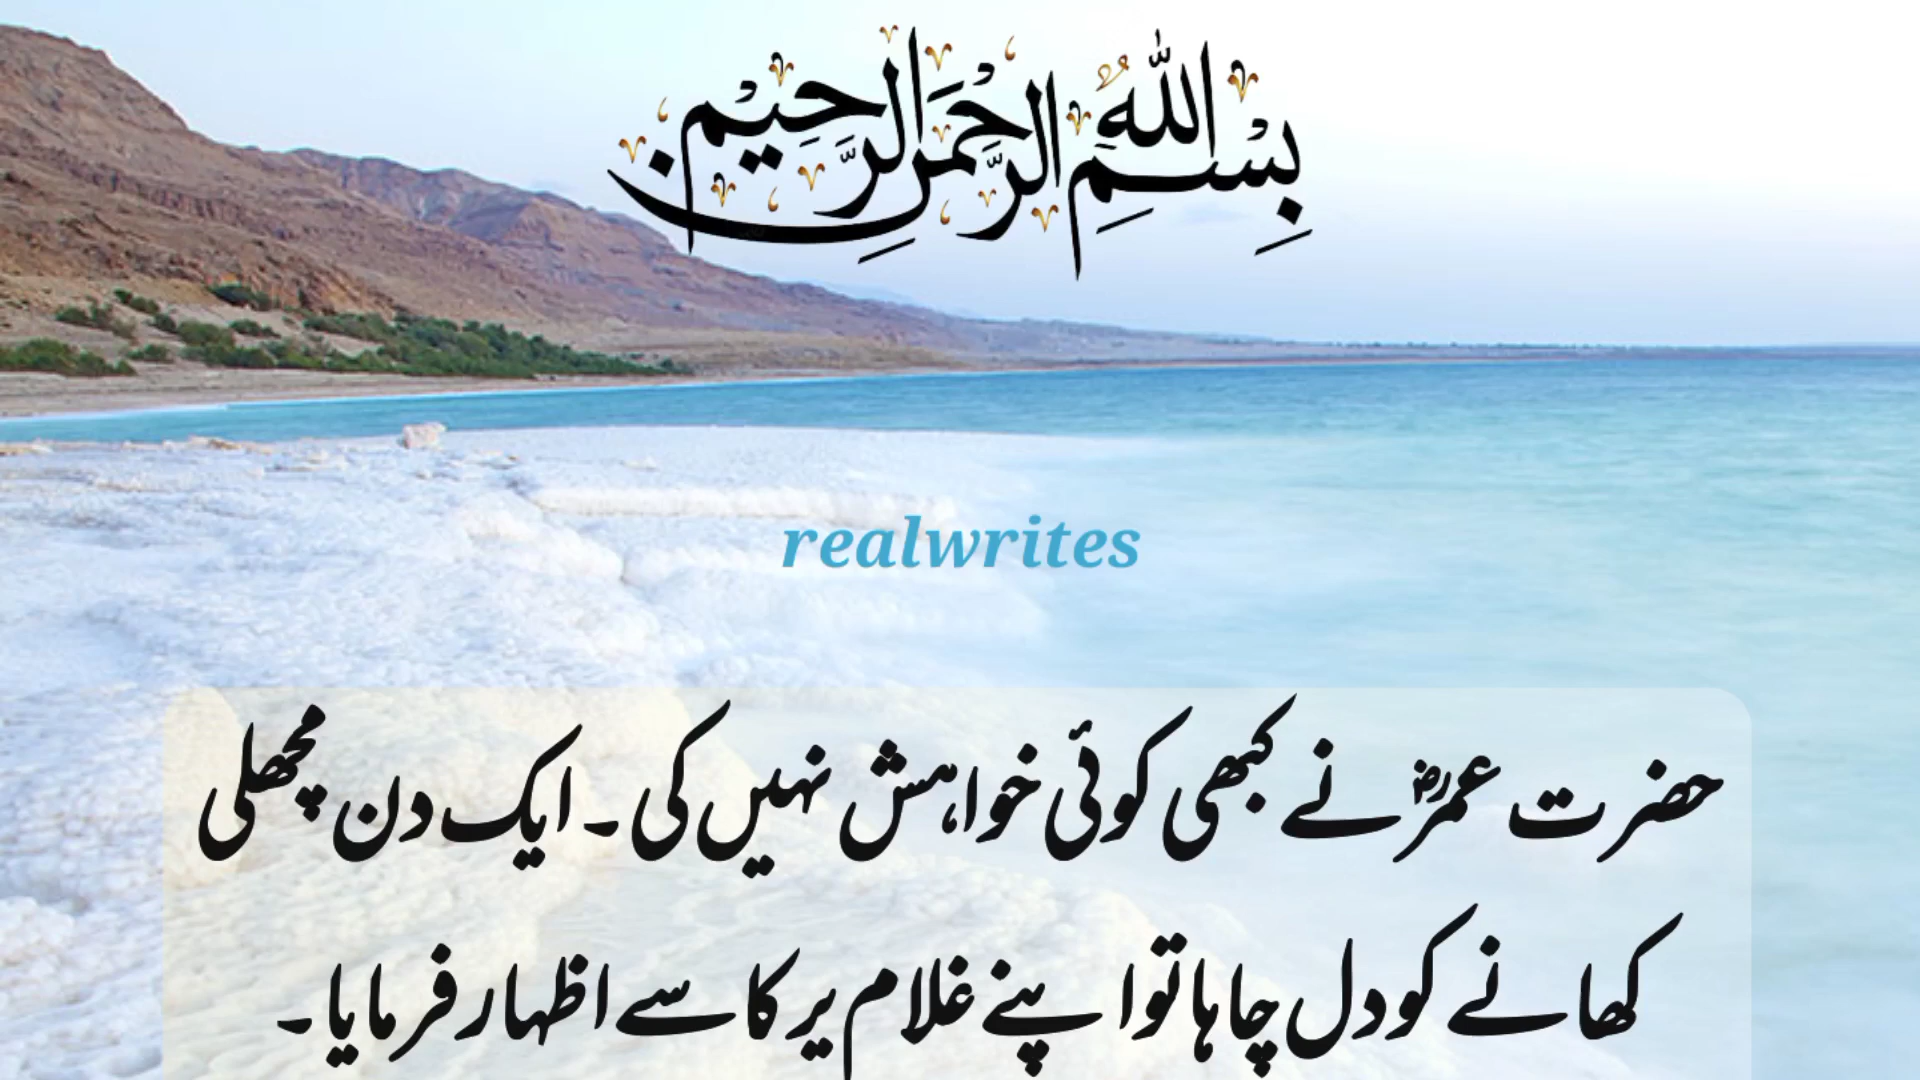 بِسْمِ اللهِ الرَّحْمٰنِ الرَّحِيْمِ
realwrites
حضرت عمرؓ نے کبھی کوئی خواہش نہیں کی۔ ایک دن مچھلی
کھانے کو دل چاہا تو اپنے غلام یرکا سے اظہار فرمایا۔